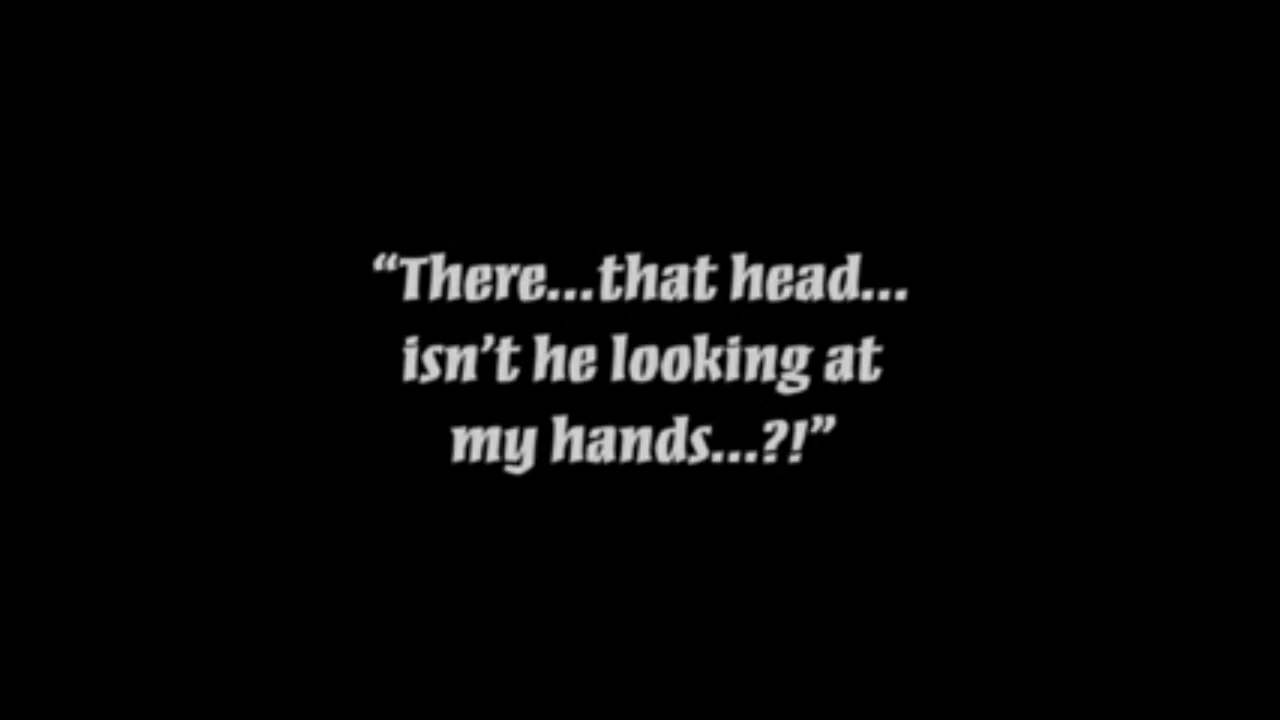 “There...that head...
isn’t he looking at
my hands...?!”